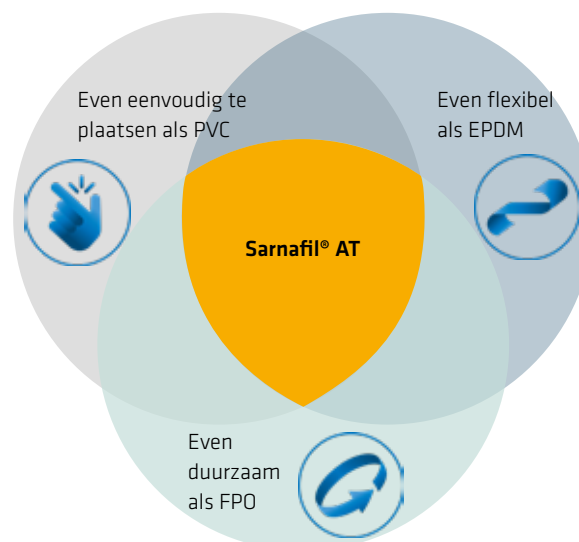 Even eenvoudig te
plaatsen als PVC
Even flexibel
als EPDM
Sarnafil® AT
Even
duurzaam
als FPO